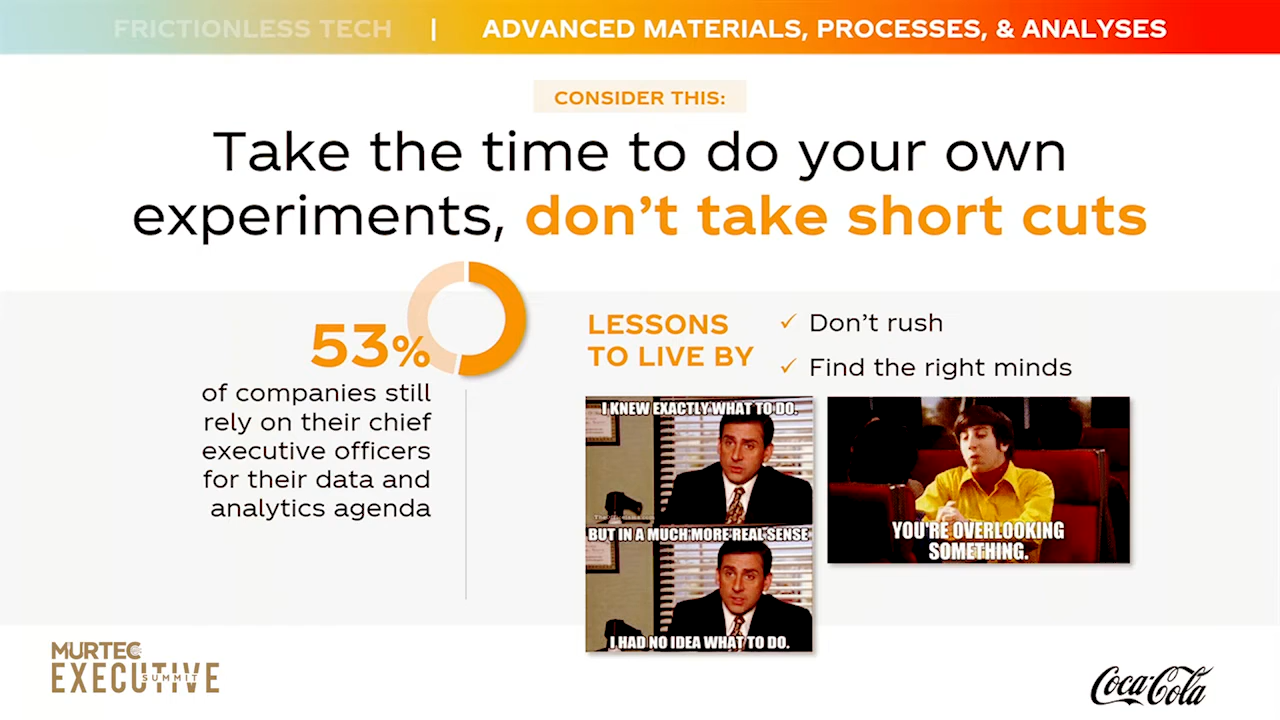 FRICTIONLESS TECH | ADVANCED MATERIALS, PROCESSES, & ANALYSES
CONSIDER THIS:
Take the time to do your own
experiments, don't take short cuts
53%
of companies still
rely on their chief
executive officers
for their data and
analytics agenda
LESSONS
TO LIVE BY
✓ Don't rush
✓ Find the right minds
I KNEW EXACTLY WHAT TO DO.
BUT IN A MUCH MORE REAL SENSE
I HAD NO IDEA WHAT TO DO.
YOU'RE OVERLOOKING
SOMETHING.
MURTEC
EXECUTIVE
SUMMIT
Coca-Cola